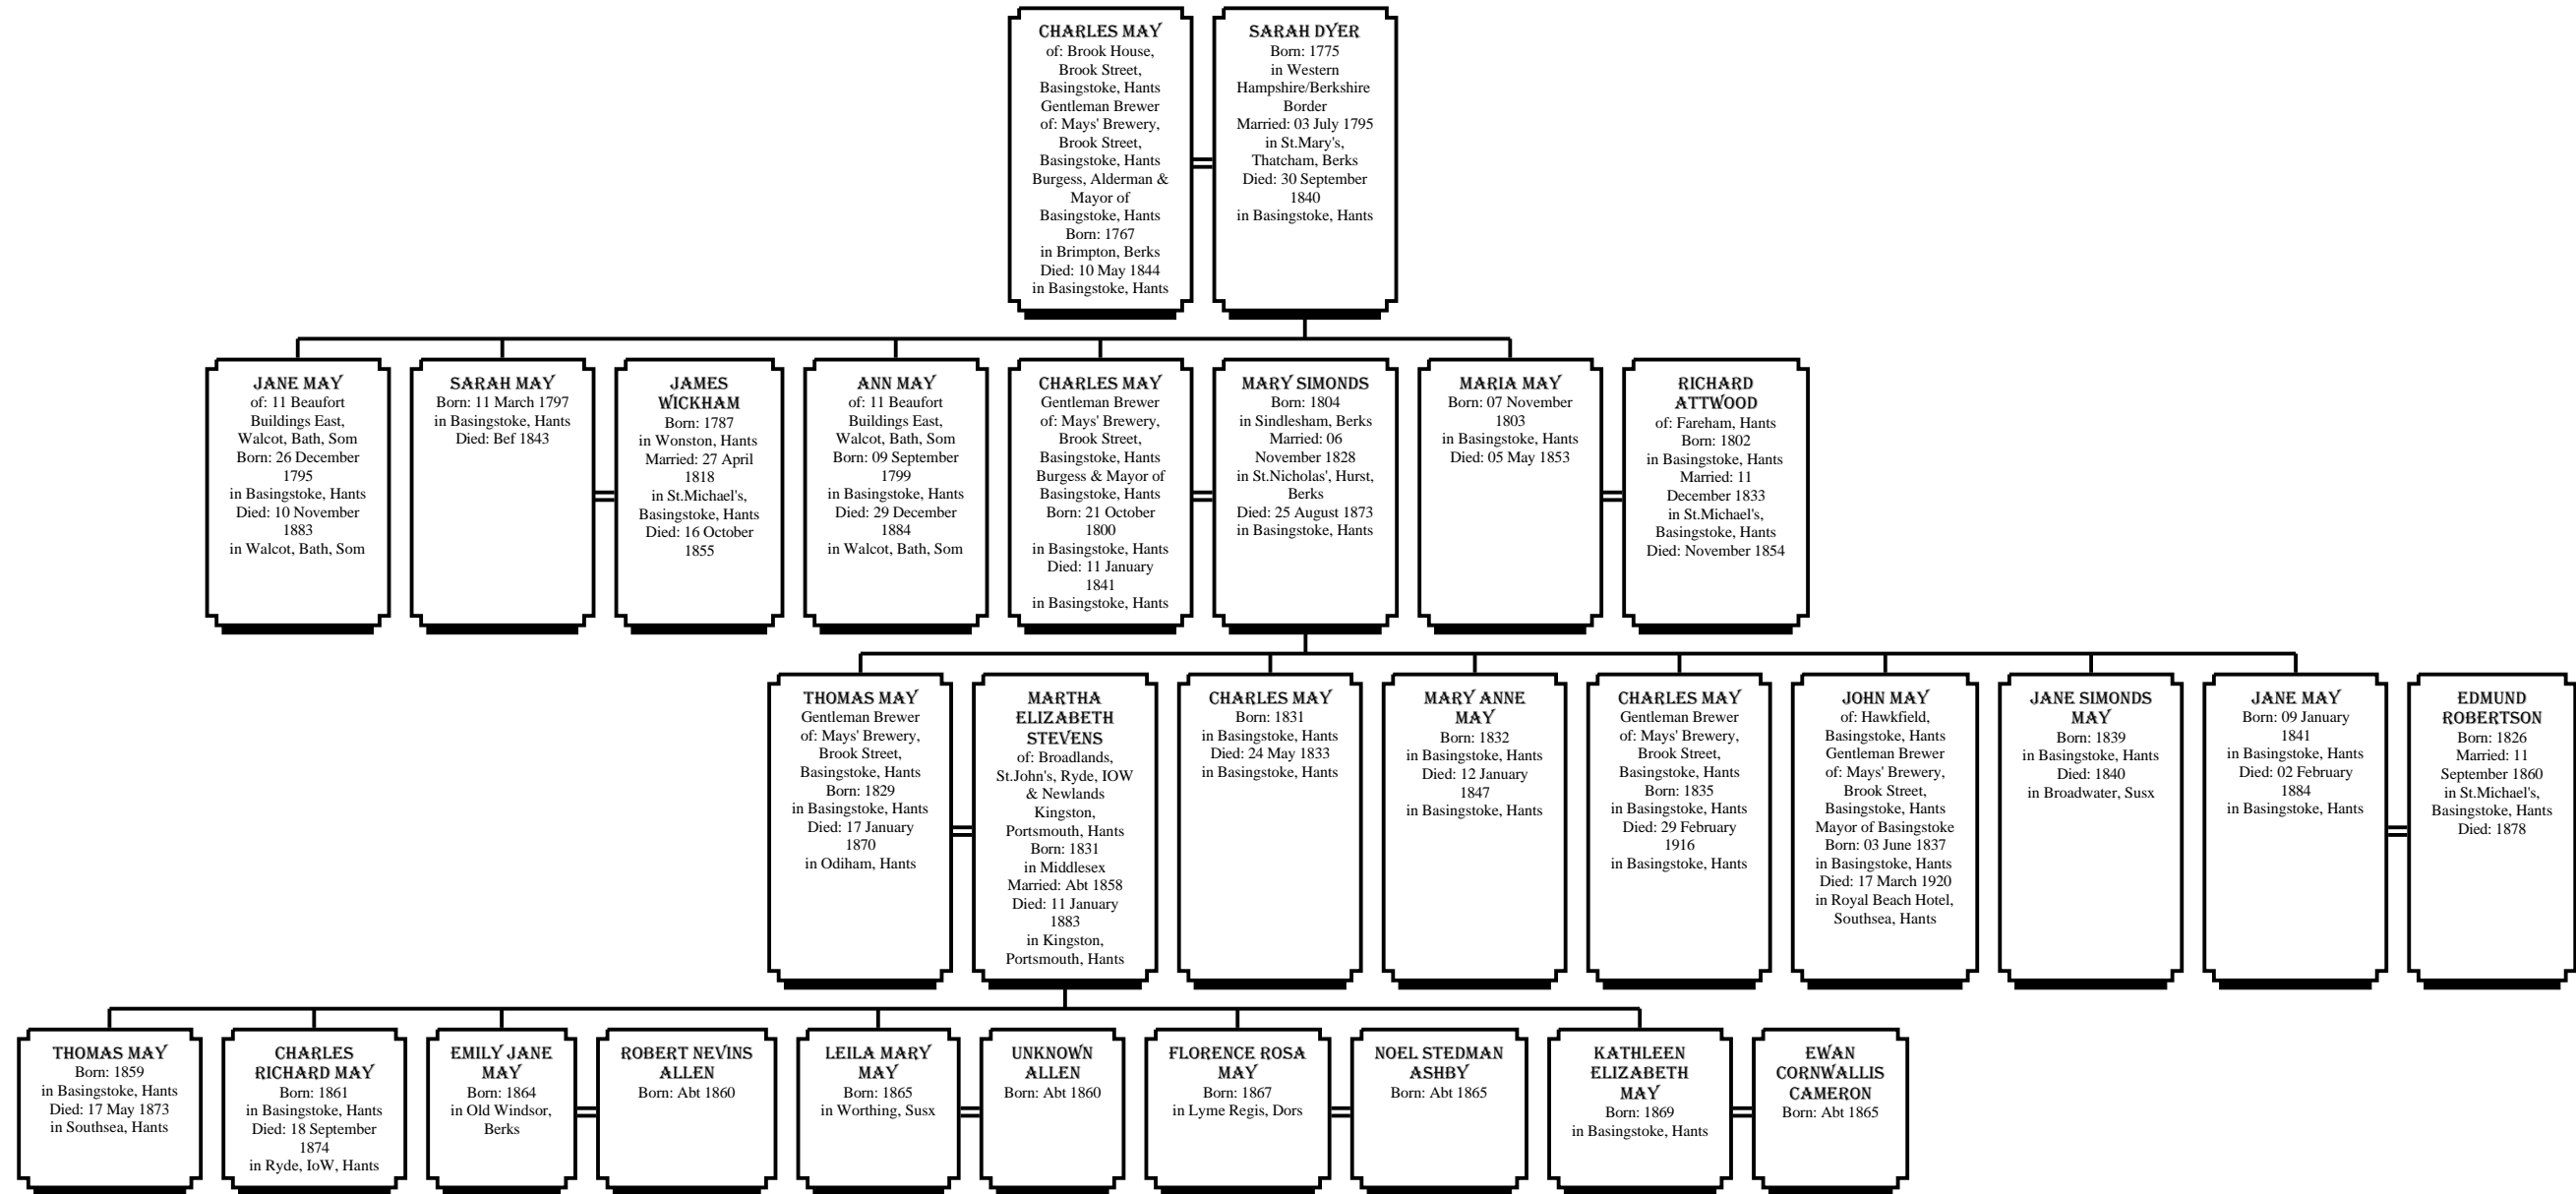 CHARLES MAY
of: Brook House,
Brook Street,
Basingstoke, Hants
Gentleman Brewer
of: Mays' Brewery,
Brook Street,
Basingstoke, Hants
Burgess, Alderman &
Mayor of
Basingstoke, Hants
Born: 1767
in Brimpton, Berks
Died: 10 May 1844
in Basingstoke, Hants
SARAH DYER
Born: 1775
in Western
Hampshire/Berkshire
Border
Married: 03 July 1795
in St.Mary's,
Thatcham, Berks
Died: 30 September
1840
in Basingstoke, Hants
JANE MAY
of: 11 Beaufort
Buildings East,
Walcot, Bath, Som
Born: 26 December
1795
in Basingstoke, Hants
Died: 10 November
1883
in Walcot, Bath, Som
SARAH MAY
Born: 11 March 1797
in Basingstoke, Hants
Died: Bef 1843
JAMES
WICKHAM
Born: 1787
in Wonston, Hants
Married: 27 April
1818
in St.Michael's,
Basingstoke, Hants
Died: 16 October
1855
ANN MAY
of: 11 Beaufort
Buildings East,
Walcot, Bath, Som
Born: 09 September
1799
in Basingstoke, Hants
Died: 29 December
1884
in Walcot, Bath, Som
CHARLES MAY
Gentleman Brewer
of: Mays' Brewery,
Brook Street,
Basingstoke, Hants
Burgess & Mayor of
Basingstoke, Hants
Born: 21 October
1800
in Basingstoke, Hants
Died: 11 January
1841
in Basingstoke, Hants
MARY SIMONDS
Born: 1804
in Sindlesham, Berks
Married: 06
November 1828
in St.Nicholas', Hurst,
Berks
Died: 25 August 1873
in Basingstoke, Hants
MARIA MAY
Born: 07 November
1803
in Basingstoke, Hants
Died: 05 May 1853
RICHARD
ATTWOOD
of: Fareham, Hants
Born: 1802
in Basingstoke, Hants
Married: 11
December 1833
in St.Michael's,
Basingstoke, Hants
Died: November 1854
THOMAS MAY
Gentleman Brewer
of: Mays' Brewery,
Brook Street,
Basingstoke, Hants
Born: 1829
in Basingstoke, Hants
Died: 17 January
1870
in Odiham, Hants
MARTHA
ELIZABETH
STEVENS
of: Broadlands,
St.John's, Ryde, IOW
& Newlands
Kingston,
Portsmouth, Hants
Born: 1831
in Middlesex
Married: Abt 1858
Died: 11 January
1883
in Kingston,
Portsmouth, Hants
CHARLES MAY
Born: 1831
in Basingstoke, Hants
Died: 24 May 1833
in Basingstoke, Hants
MARY ANNE
MAY
Born: 1832
in Basingstoke, Hants
Died: 12 January
1847
in Basingstoke, Hants
CHARLES MAY
Gentleman Brewer
of: Mays' Brewery,
Brook Street,
Basingstoke, Hants
Born: 1835
in Basingstoke, Hants
Died: 29 February
1916
in Basingstoke, Hants
JOHN MAY
of: Hawkfield,
Basingstoke, Hants
Gentleman Brewer
of: Mays' Brewery,
Brook Street,
Basingstoke, Hants
Mayor of Basingstoke
Born: 03 June 1837
in Basingstoke, Hants
Died: 17 March 1920
in Royal Beach Hotel,
Southsea, Hants
JANE SIMONDS
MAY
Born: 1839
in Basingstoke, Hants
Died: 1840
in Broadwater, Susx
JANE MAY
Born: 09 January
1841
in Basingstoke, Hants
Died: 02 February
1884
in Basingstoke, Hants
EDMUND
ROBERTSON
Born: 1826
Married: 11
September 1860
in St.Michael's,
Basingstoke, Hants
Died: 1878
THOMAS MAY
Born: 1859
in Basingstoke, Hants
Died: 17 May 1873
in Southsea, Hants
CHARLES
RICHARD MAY
Born: 1861
in Basingstoke, Hants
Died: 18 September
1874
in Ryde, IoW, Hants
EMILY JANE
MAY
Born: 1864
in Old Windsor,
Berks
ROBERT NEVINS
ALLEN
Born: Abt 1860
LEILA MARY
MAY
Born: 1865
in Worthing, Susx
UNKNOWN
ALLEN
Born: Abt 1860
FLORENCE ROSA
MAY
Born: 1867
in Lyme Regis, Dors
NOEL STEDMAN
ASHBY
Born: Abt 1865
KATHLEEN
ELIZABETH
MAY
Born: 1869
in Basingstoke, Hants
EWAN
CORNWALLIS
CAMERON
Born: Abt 1865